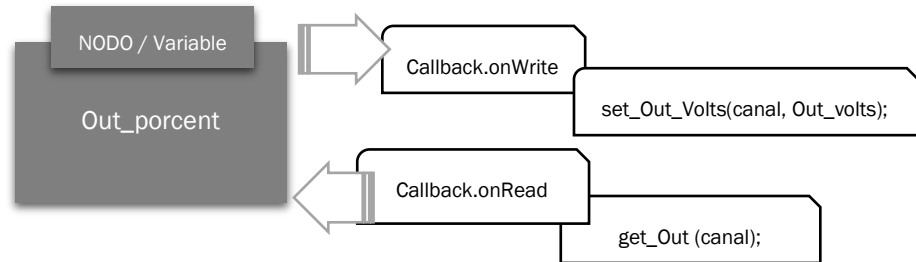 NODO / Variable
Out_porcent
Callback.onWrite
set_Out_Volts(canal, Out_volts);
Callback.onRead
get_Out (canal);